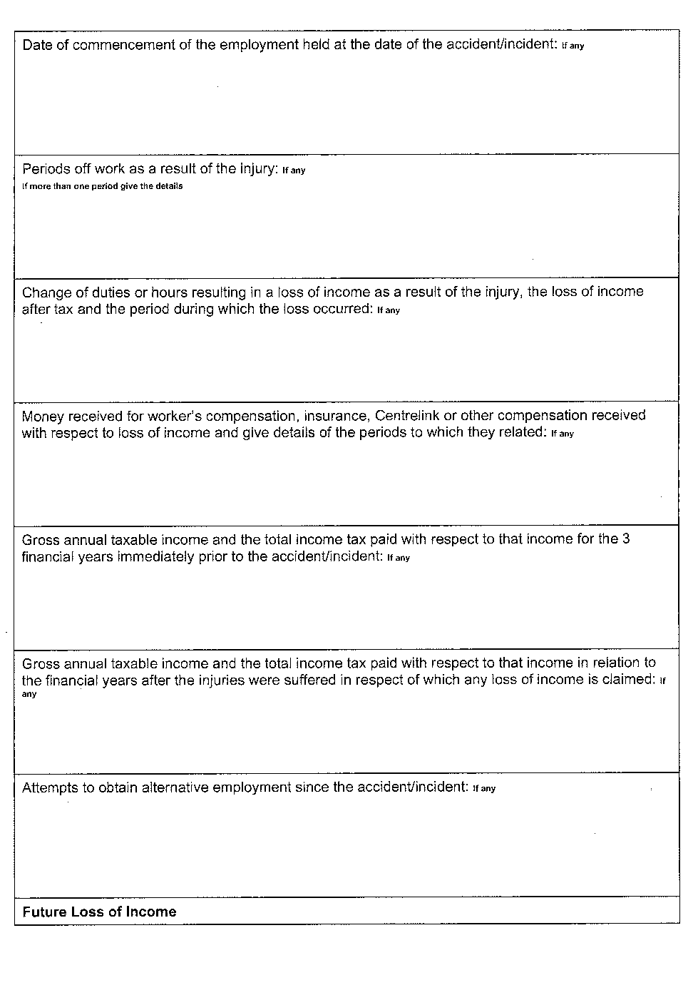 Date of commencement of the employment held at the date of the accident/incident: If any
Periods off work as a result of the injury: If any
If more than one period give the details
Change of duties or hours resulting in a loss of income as a result of the injury, the loss of income
after tax and the period during which the loss occurred: If any
Money received for worker's compensation, insurance, Centrelink or other compensation received
with respect to loss of income and give details of the periods to which they related: If any
Gross annual taxable income and the total income tax paid with respect to that income for the 3
financial years immediately prior to the accident/incident: If any
Gross annual taxable income and the total income tax paid with respect to that income in relation to
the financial years after the injuries were suffered in respect of which any loss of income is claimed: If
any
Attempts to obtain alternative employment since the accident/incident: If any
Future Loss of Income